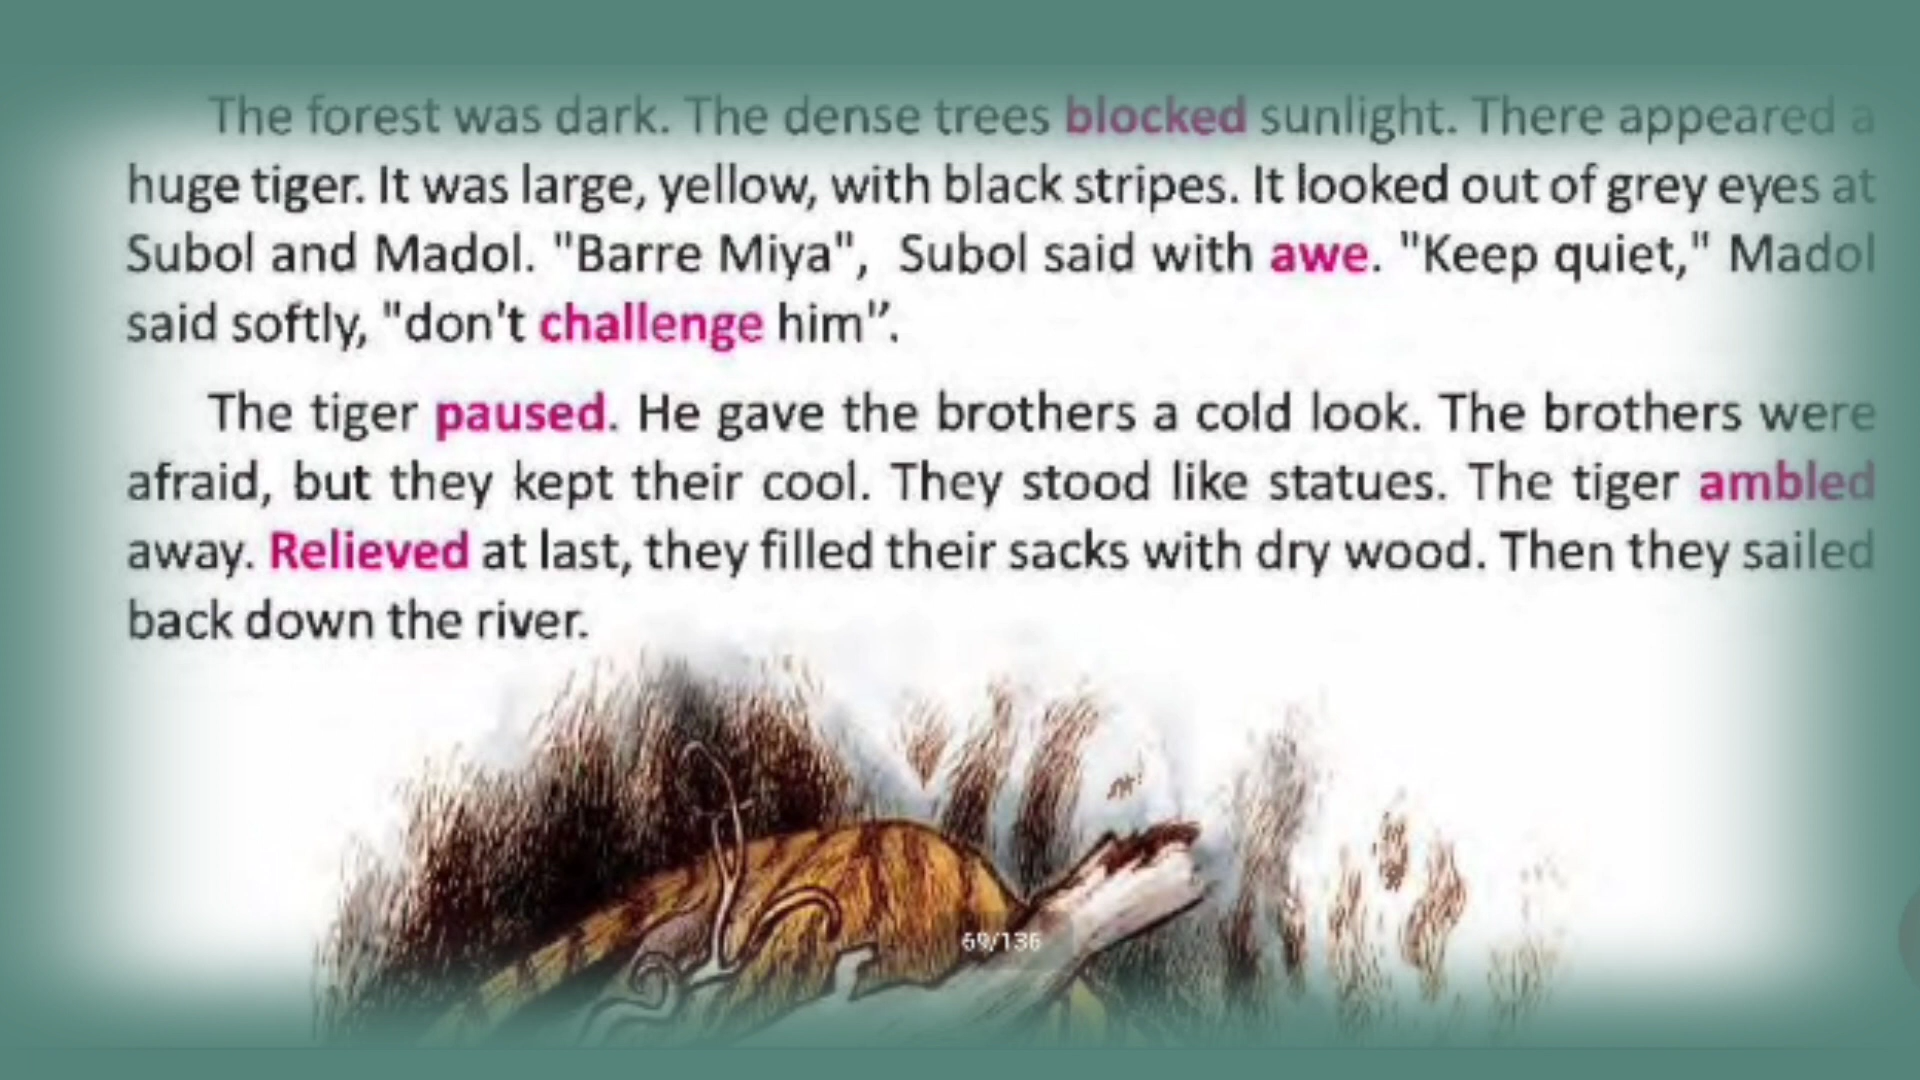 The forest was dark. The dense trees blocked sunlight. There appeared a
huge tiger. It was large, yellow, with black stripes. It looked out of grey eyes at
Subol and Madol. "Barre Miya",  Subol said with awe. "Keep quiet," Madol
said softly, "don't challenge him”.
The tiger paused. He gave the brothers a cold look. The brothers were
afraid, but they kept their cool. They stood like statues. The tiger ambled
away. Relieved at last, they filled their sacks with dry wood. Then they sailed
back down the river.
69/136